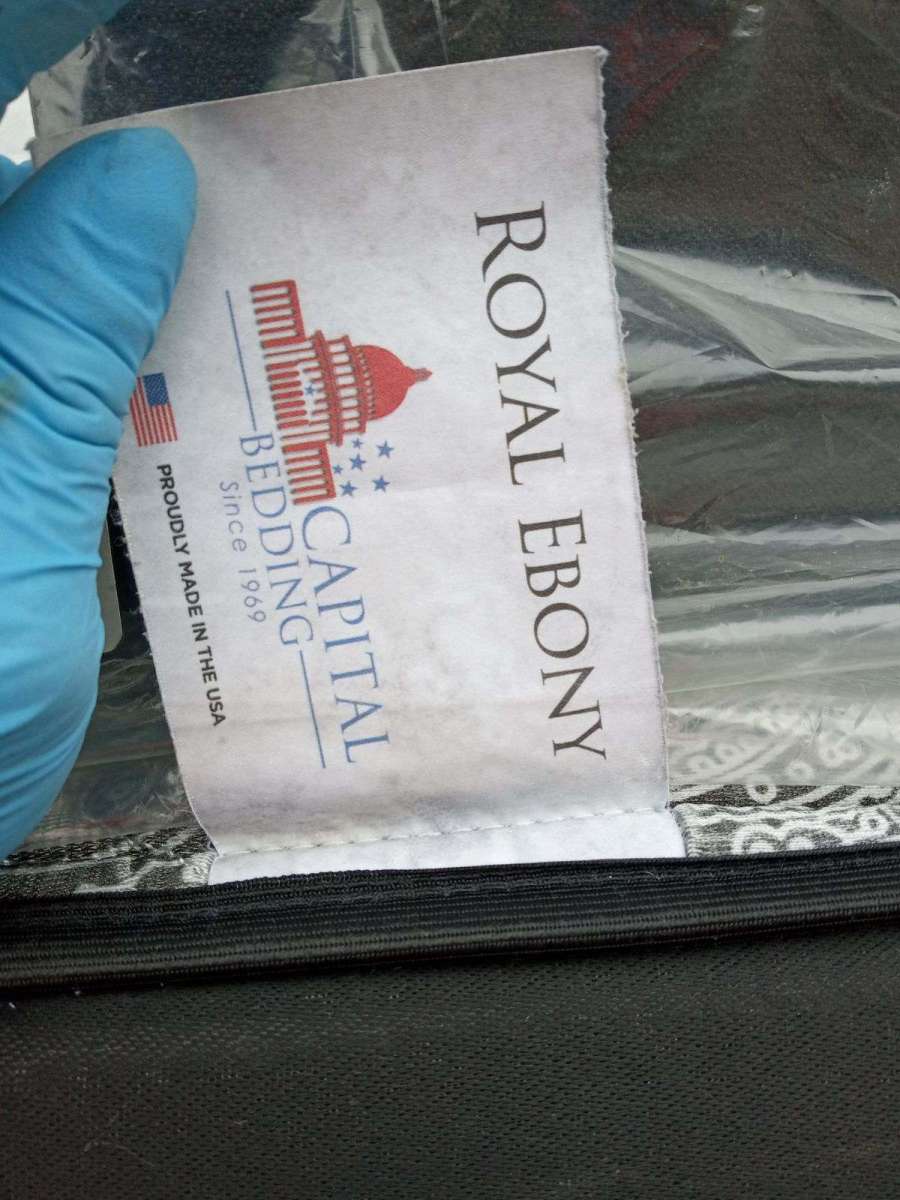 ROYAL EBONY
CAPITAL
BEDDING
Since 1969
PROUDLY MADE IN THE USA